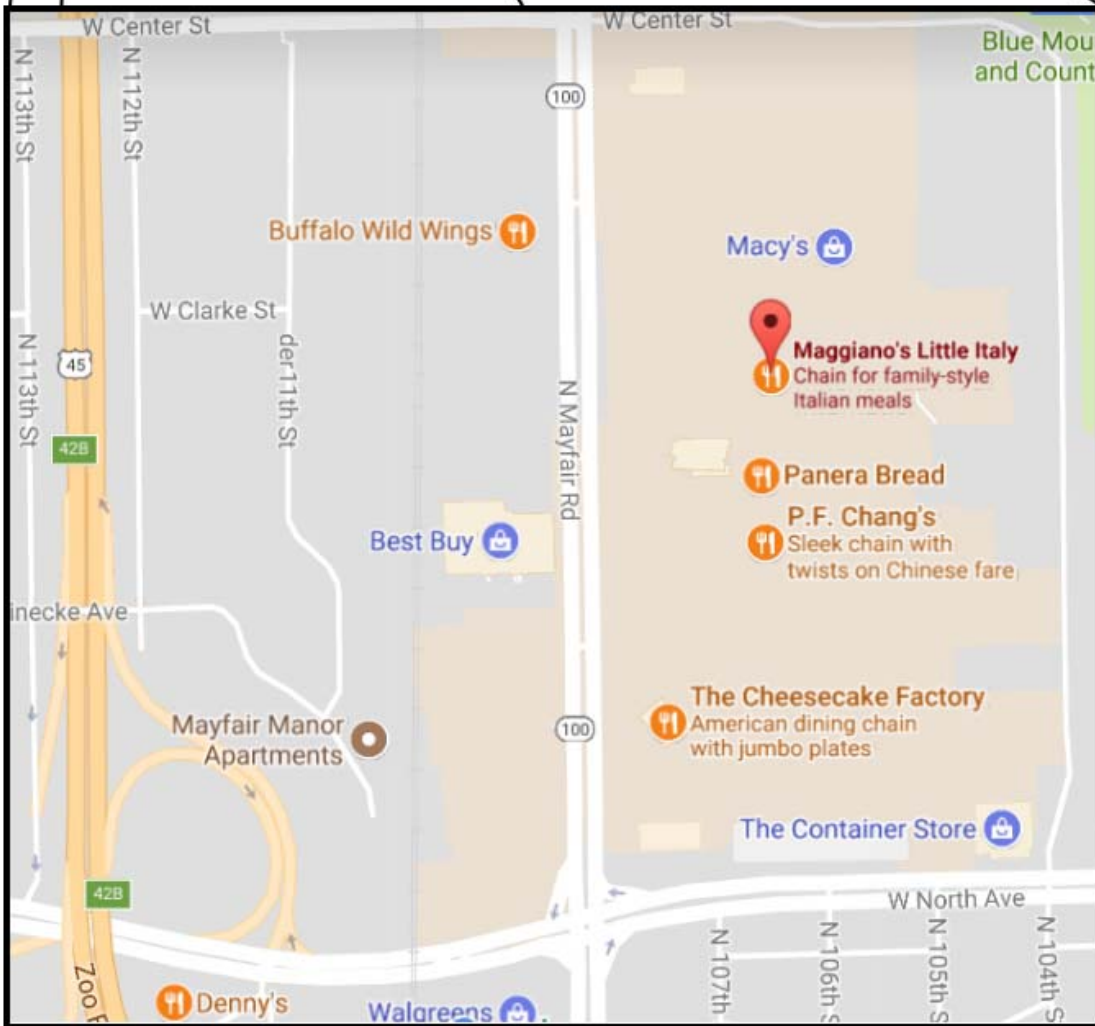 W Center St
W Center St
Blue Mou
and Count
N 113th St
N 112th St
100
Buffalo Wild Wings
Macy's
W Clarke St
N 113th St
45
der11th St
Maggiano's Little Italy
Chain for family-style
Italian meals
N Mayfair Rd
42B
Panera Bread
P.F. Chang's
Sleek chain with
twists on Chinese fare
Best Buy
inecke Ave
The Cheesecake Factory
American dining chain
with jumbo plates
Mayfair Manor
Apartments
100
The Container Store
42B
W North Ave
N 107th
N 106th S
N 105th S
N 104th S
Zoo F
Denny's
Walgreens